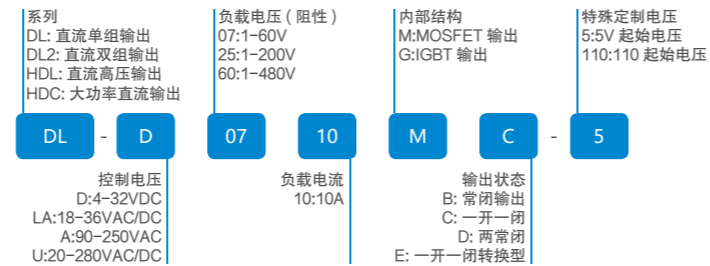 系列
DL: 直流单组输出
DL2: 直流双组输出
HDL: 直流高压输出
HDC: 大功率直流输出
负载电压 ( 阻性 )
07:1-60V
25:1-200V
60:1-480V
内部结构
M:MOSFET 输出
G:IGBT 输出
特殊定制电压
5:5V 起始电压
110:110 起始电压
DL - D 07 10 M C - 5
控制电压
D:4-32VDC
LA:18-36VAC/DC
A:90-250VAC
U:20-280VAC/DC
负载电流
10:10A
输出状态
B: 常闭输出
C: 一开一闭
D: 两常闭
E: 一开一闭转换型